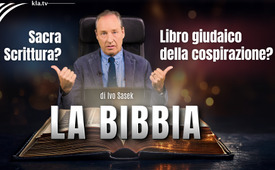 kla.tv
Sacra
Scrittura?
Libro giudaico
della cospirazione?
di Ivo Sasek
LA BIBBIA